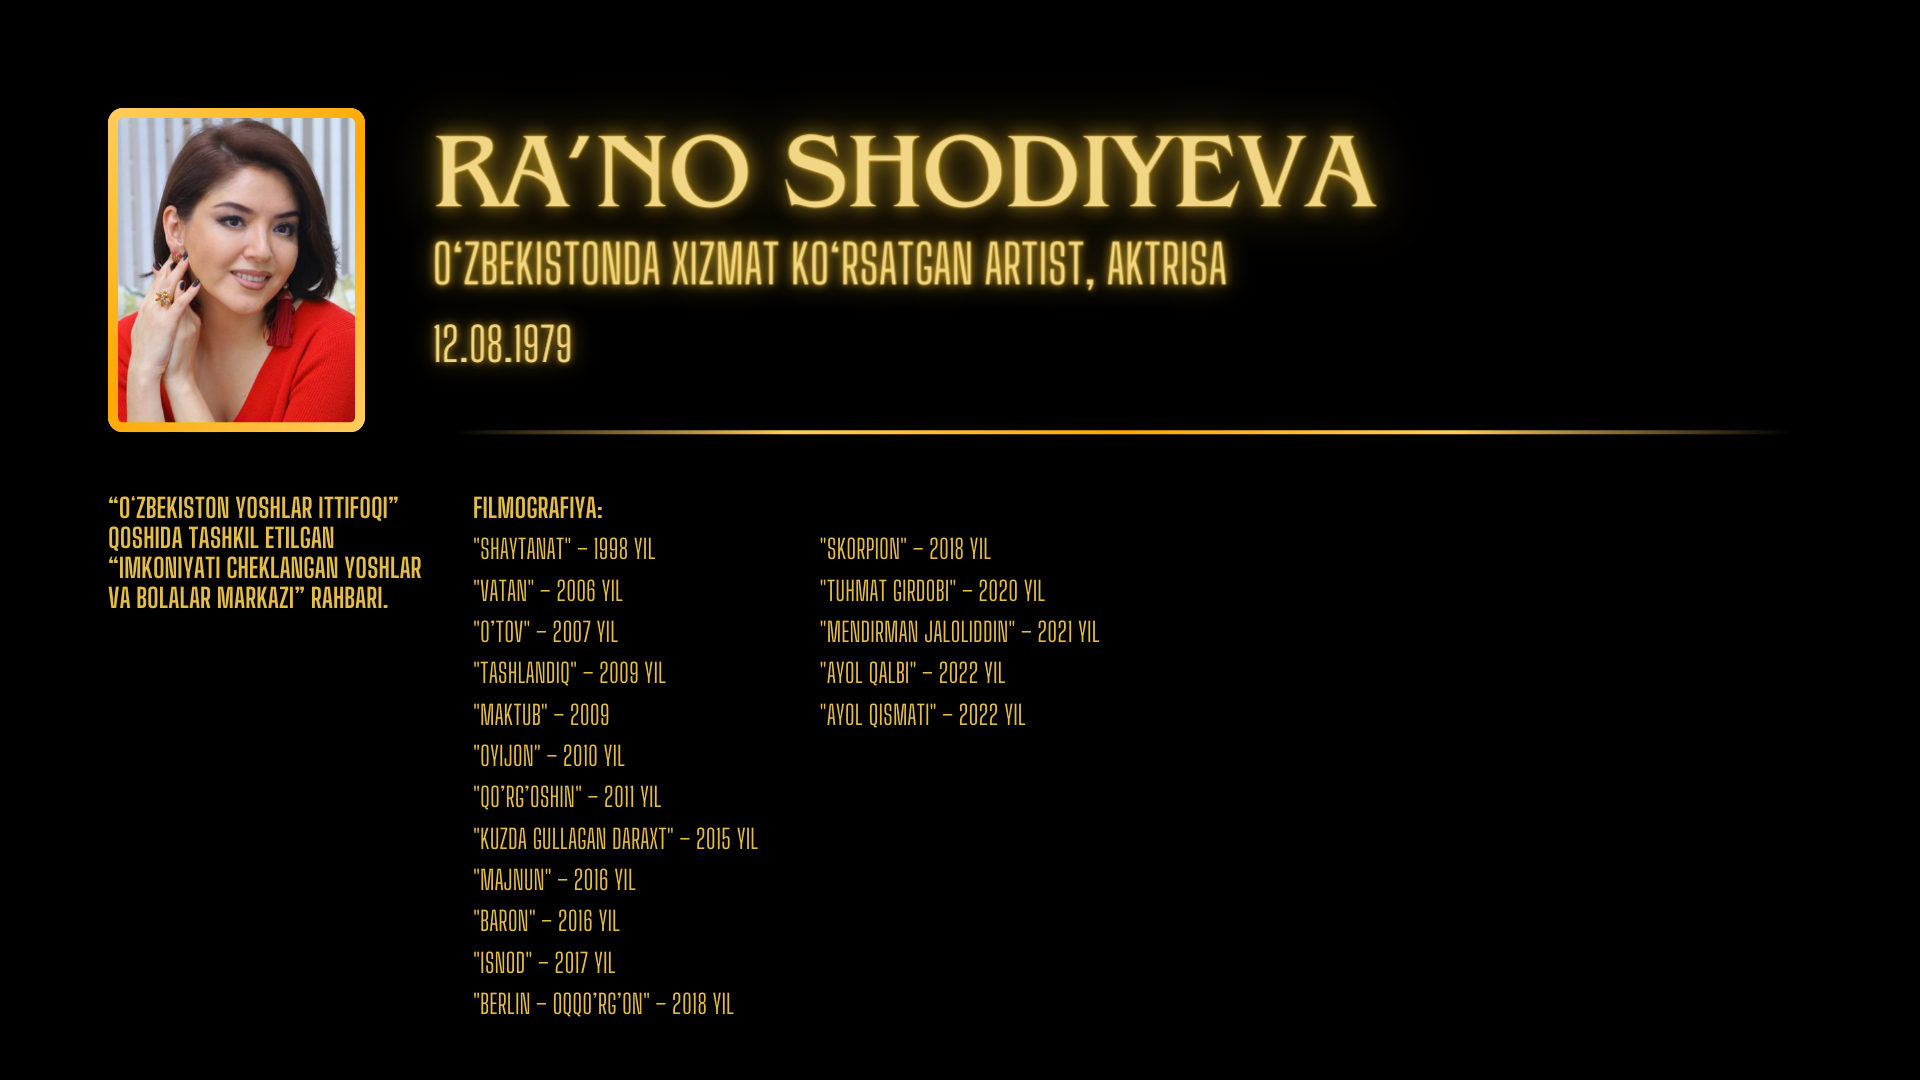 RA’NO SHODIYEVA
O‘ZBEKISTONDA XIZMAT KO‘RSATGAN ARTIST, AKTRISA
12.08.1979
“O‘ZBEKISTON YOSHLAR ITTIFOQI”
QOSHIDA TASHKIL ETILGAN
“IMKONIYATI CHEKLANGAN YOSHLAR
VA BOLALAR MARKAZI” RAHBARI.
FILMOGRAFIYA:
"SHAYTANAT" – 1998 YIL
"VATAN" – 2006 YIL
"O’TOV" – 2007 YIL
"TASHLANDIQ" – 2009 YIL
"MAKTUB" – 2009
"OYIJON" – 2010 YIL
"QO’RG’OSHIN" – 2011 YIL
"KUZDA GULLAGAN DARAXT" – 2015 YIL
"MAJNUN" – 2016 YIL
"BARON" – 2016 YIL
"ISNOD" – 2017 YIL
"BERLIN – OQQO’RG’ON" – 2018 YIL
"SKORPION" – 2018 YIL
"TUHMAT GIRDOBI" – 2020 YIL
"MENDIRMAN JALOLIDDIN" – 2021 YIL
"AYOL QALBI" – 2022 YIL
"AYOL QISMATI" – 2022 YIL